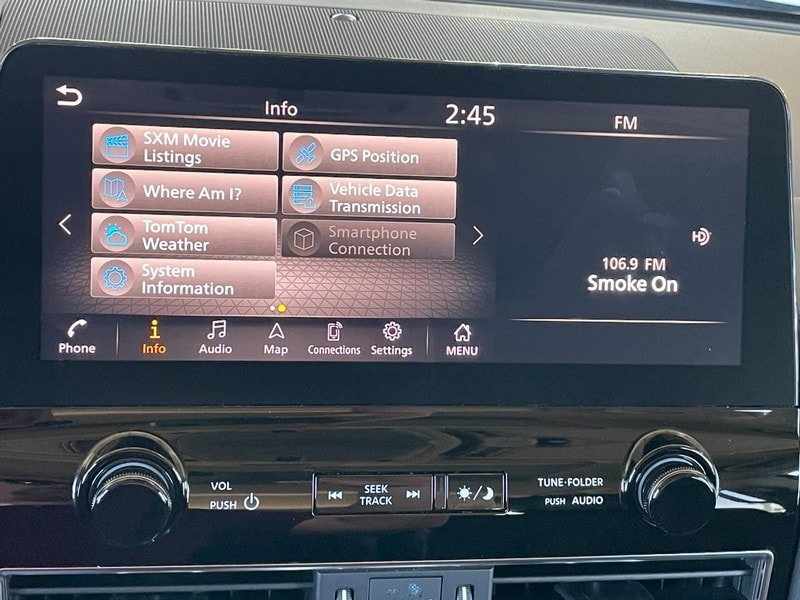 Info
2:45
FM
SXM Movie
Listings
GPS Position
Where Am I?
Vehicle Data
Transmission
TomTom
Weather
Smartphone
Connection
System
Information
HD
106.9 FM
Smoke On
Phone
Info
Audio
Map
Connections
Settings
MENU
VOL
PUSH
SEEK
TRACK
TUNE·FOLDER
PUSH AUDIO